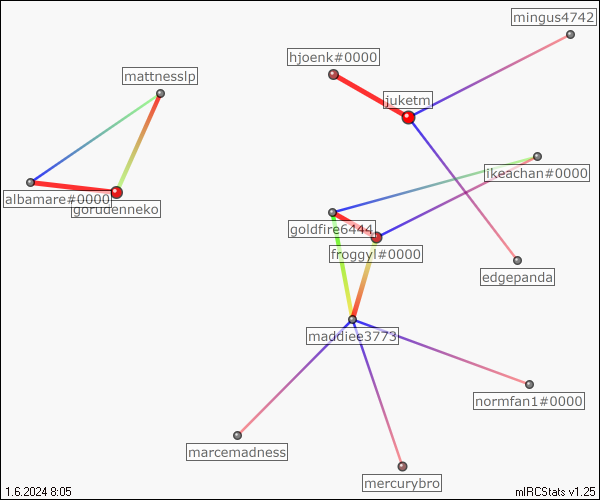 mingus4742
hjoenk#0000
mattnesslp
juketm
ikeachan#0000
albamare#0000
gorudenneko
goldfire6444
froggyl#0000
edgepanda
maddiee3773
normfan1#0000
marcemadness
mercurybro
1.6.2024 8:05
mIRCStats v1.25